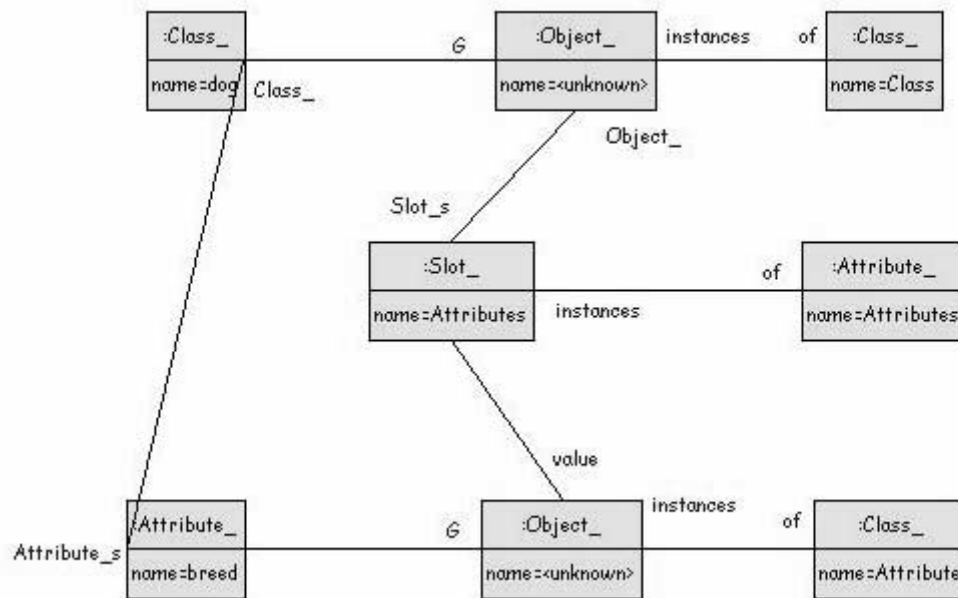 :Class_
G
:Object_
instances
of
:Class_
name=dog
Class_
name=<unknown>
name=Class
Object_
Slot_s
:Slot_
of
:Attribute_
name=Attributes
instances
name=Attributes
value
:Attribute_
G
:Object_
instances
of
:Class_
Attribute_s
name=breed
name=<unknown>
name=Attribute